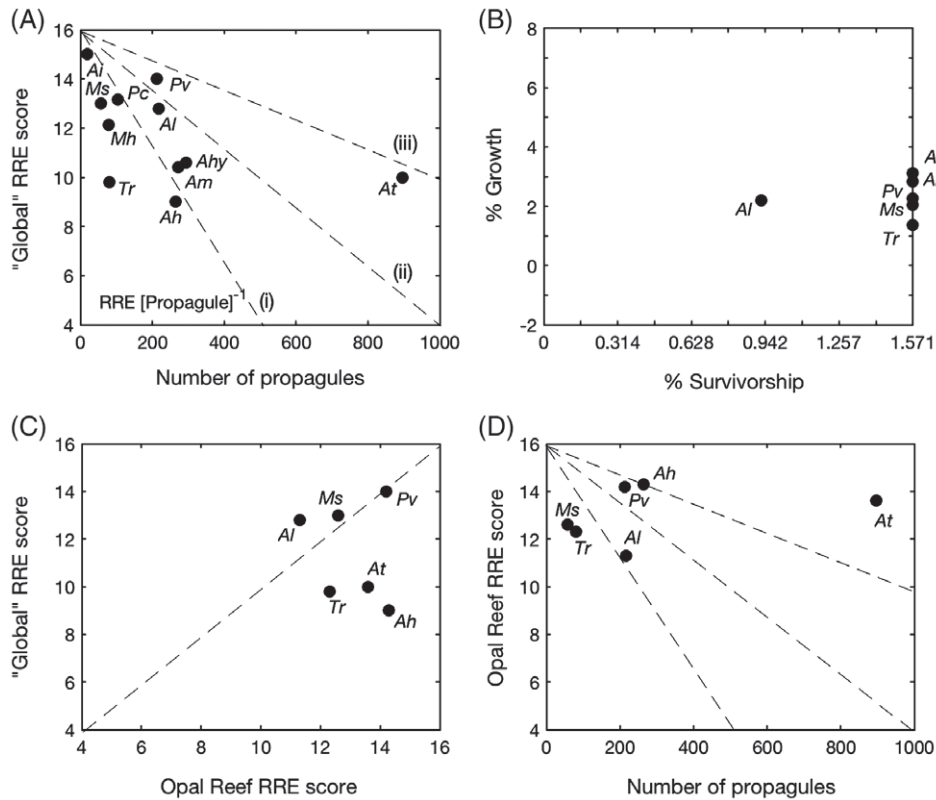 (A)
16
14
12
10
8
6
4
"Global" RRE score
Ai
Ms
Pc
Pv
Al
Mh
Ahy
Am
Tr
Ah
At
(iii)
(ii)
RRE [Propagule]-1 (i)
0 200 400 600 800 1000
Number of propagules
(B)
8
6
4
2
0
-2
% Growth
Al
A
A
Pv
Ms
Tr
0 0.314 0.628 0.942 1.257 1.571
% Survivorship
(C)
16
14
12
10
8
6
4
"Global" RRE score
Ms
Pv
Al
Tr
At
Ah
4 6 8 10 12 14 16
Opal Reef RRE score
(D)
16
14
12
10
8
6
4
Opal Reef RRE score
Ah
Pv
Ms
Tr
Al
At
0 200 400 600 800 1000
Number of propagules